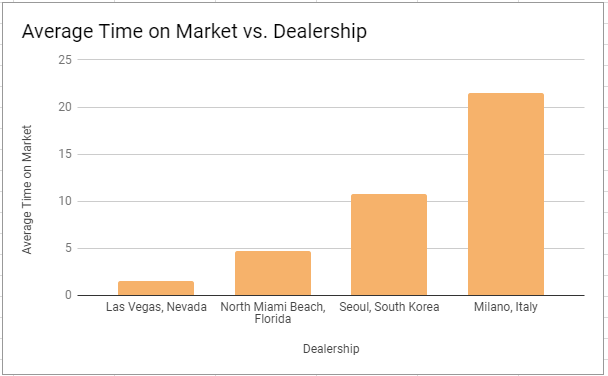 Average Time on Market vs. Dealership
25
20
15
10
5
0
Average Time on Market
Las Vegas, Nevada
North Miami Beach,
Florida
Seoul, South Korea
Milano, Italy
Dealership